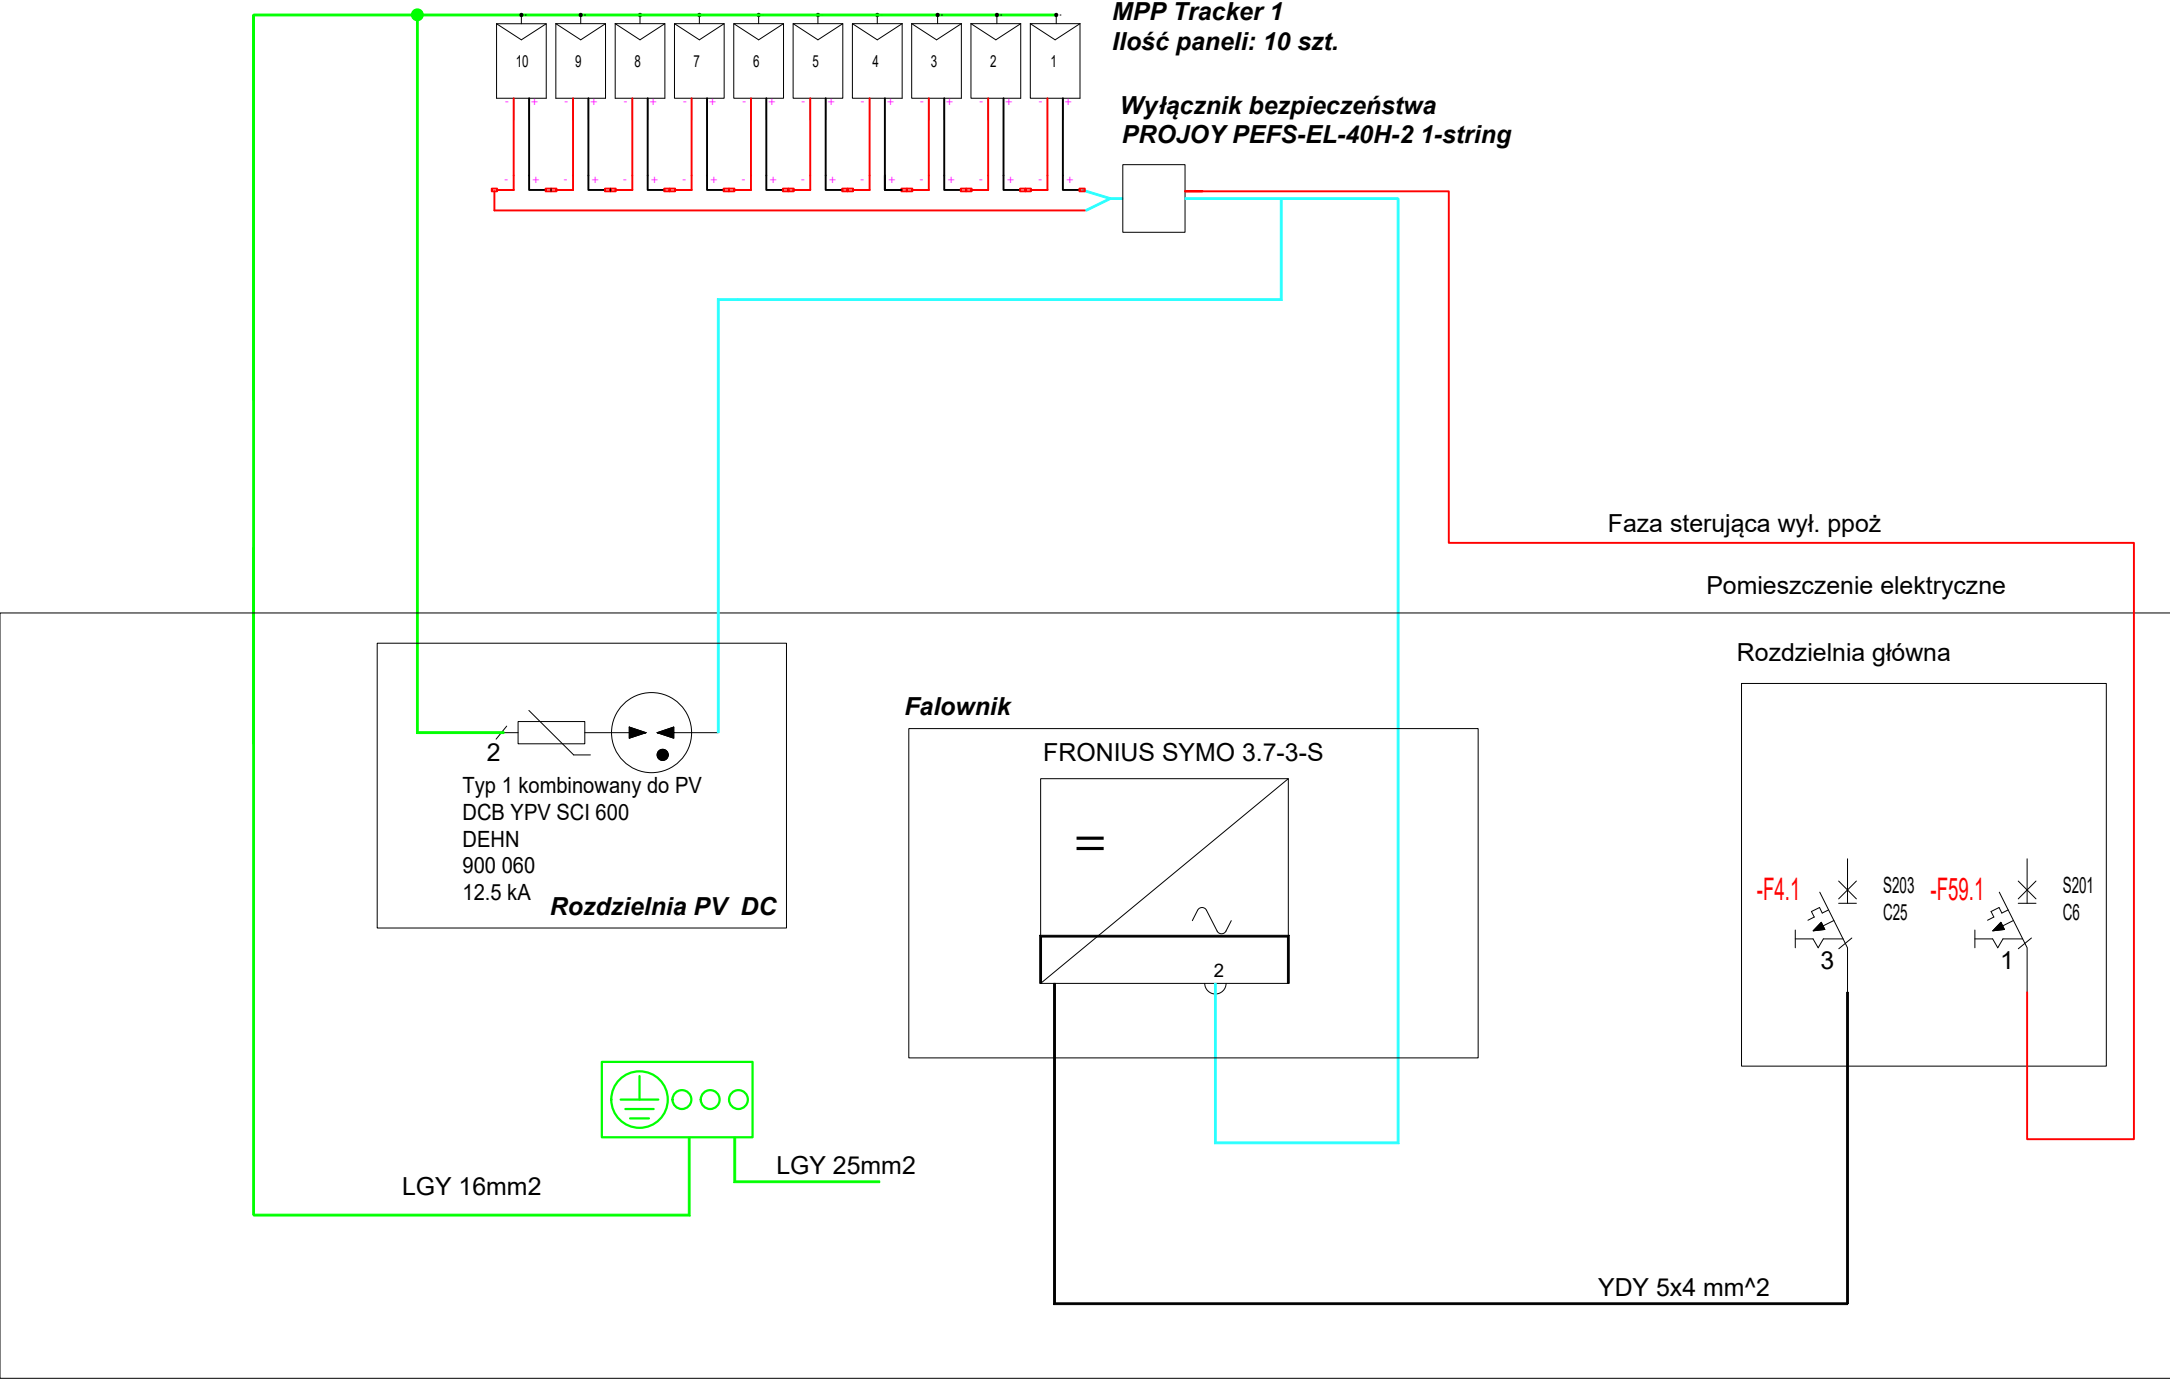 MPP Tracker 1
Ilość paneli: 10 szt.
10 9 8 7 6 5 4 3 2 1
- + - + - + - + - + - + - + - + - + - +
Wyłącznik bezpieczeństwa
PROJOY PEFS-EL-40H-2 1-string
- + - + - + - + - + - + - + - + - + - +
Faza sterująca wył. ppoż
Pomieszczenie elektryczne
Rozdzielnia główna
Falownik
FRONIUS SYMO 3.7-3-S
2
Typ 1 kombinowany do PV
DCB YPV SCI 600
DEHN
900 060
12.5 kA
Rozdzielnia PV DC
=
2
-F4.1
S203
C25
3
-F59.1
S201
C6
1
LGY 25mm2
LGY 16mm2
YDY 5x4 mm^2